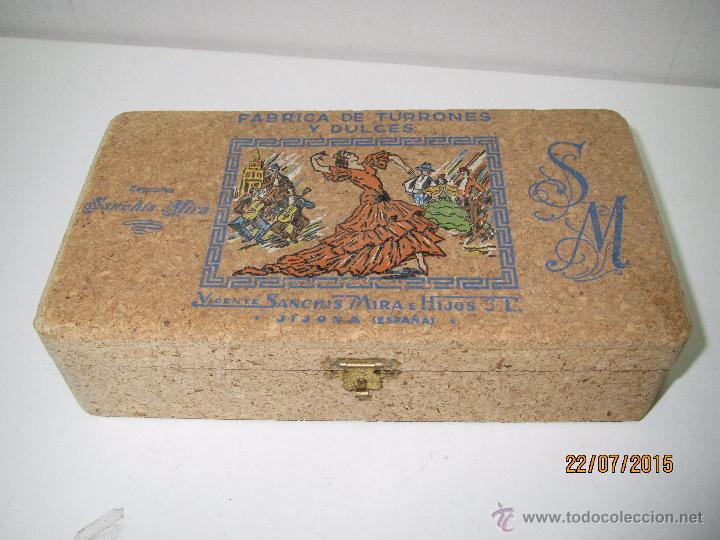 FABRICA DE TURRONES
Y DULCES
Exquisitos
Sanchis Mira
SM
VICENTE SANCHIS MIRA E HIJOS S.L.
· JIJONA (ESPAÑA) ·
22/07/2015
© www.todocoleccion.net